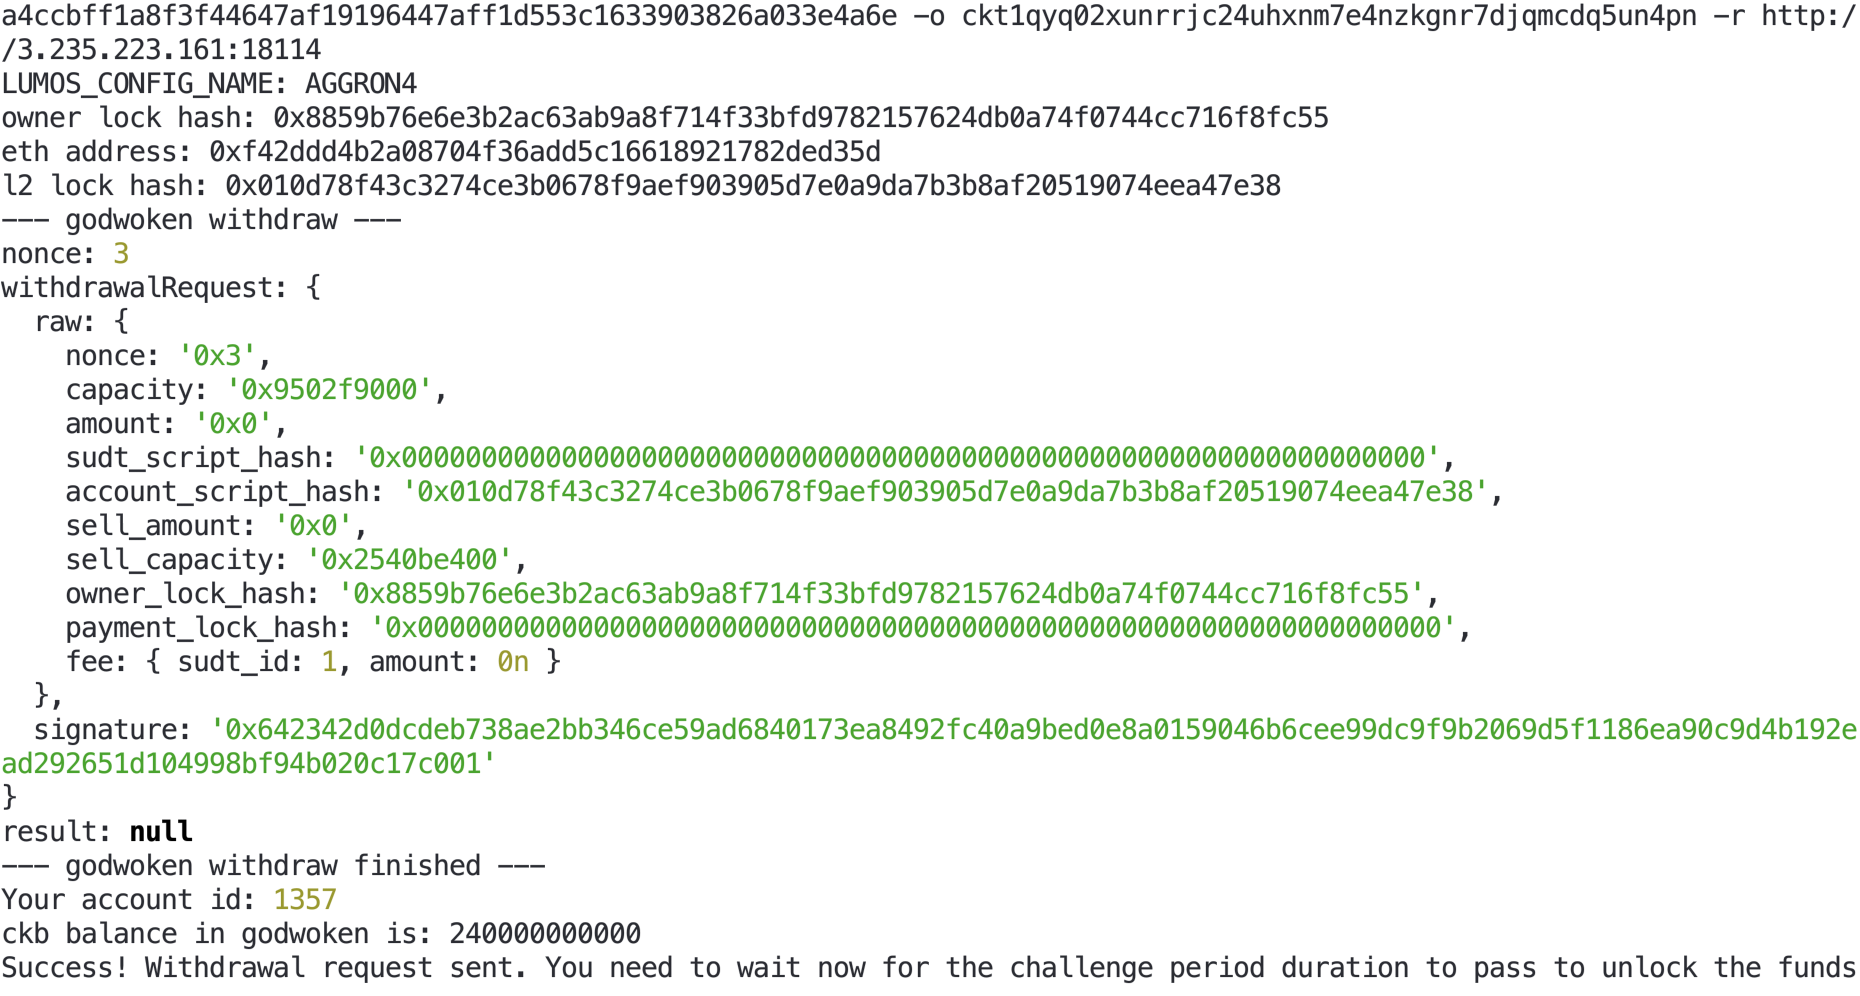 a4ccbff1a8f3f44647af19196447aff1d553c1633903826a033e4a6e -o ckt1qyq02xunrrjc24uhxnm7e4nzkgnr7djqmcdq5un4pn -r http:/
/3.235.223.161:18114
LUMOS_CONFIG_NAME: AGGRON4
owner lock hash: 0x8859b76e6e3b2ac63ab9a8f714f33bfd9782157624db0a74f0744cc716f8fc55
eth address: 0xf42ddd4b2a08704f36add5c16618921782ded35d
l2 lock hash: 0x010d78f43c3274ce3b0678f9aef903905d7e0a9da7b3b8af20519074eea47e38
--- godwoken withdraw ---
nonce: 3
withdrawalRequest: {
  raw: {
    nonce: '0x3',
    capacity: '0x9502f9000',
    amount: '0x0',
    sudt_script_hash: '0x0000000000000000000000000000000000000000000000000000000000000000',
    account_script_hash: '0x010d78f43c3274ce3b0678f9aef903905d7e0a9da7b3b8af20519074eea47e38',
    sell_amount: '0x0',
    sell_capacity: '0x2540be400',
    owner_lock_hash: '0x8859b76e6e3b2ac63ab9a8f714f33bfd9782157624db0a74f0744cc716f8fc55',
    payment_lock_hash: '0x0000000000000000000000000000000000000000000000000000000000000000',
    fee: { sudt_id: 1, amount: 0n }
  },
  signature: '0x642342d0dcdeb738ae2bb346ce59ad6840173ea8492fc40a9bed0e8a0159046b6cee99dc9f9b2069d5f1186ea90c9d4b192e
ad292651d104998bf94b020c17c001'
}
result: null
--- godwoken withdraw finished ---
Your account id: 1357
ckb balance in godwoken is: 240000000000
Success! Withdrawal request sent. You need to wait now for the challenge period duration to pass to unlock the funds